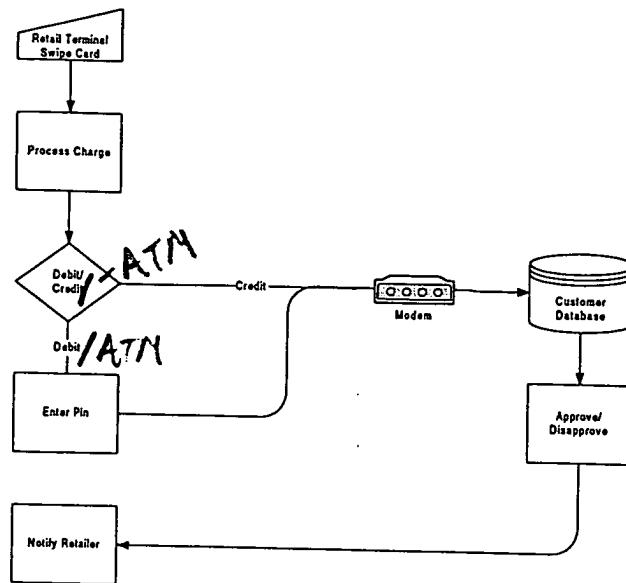 Retail Terminal
Swipe Card
Process Charge
Debit/
Credit / ATM
Credit
Modem
Customer
Database
Debit /ATM
Enter Pin
Approve/
Disapprove
Notify Retailer